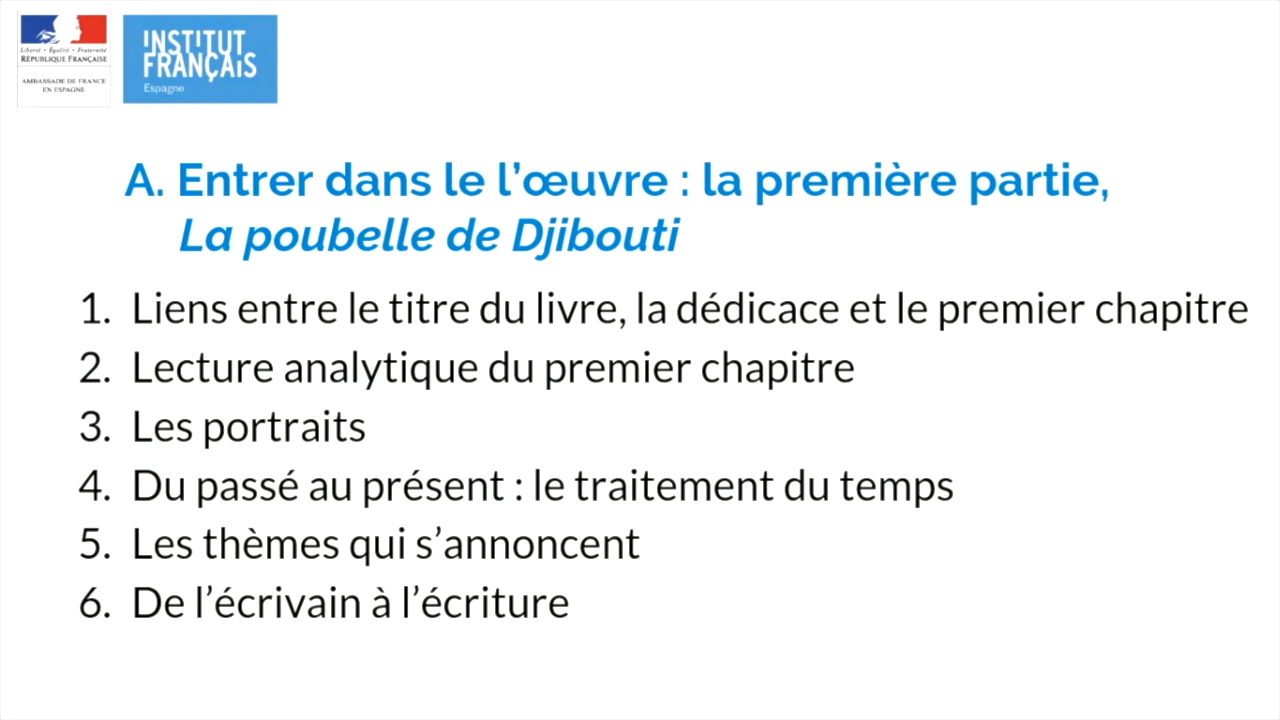 Liberté • Égalité • Fraternité
RÉPUBLIQUE FRANÇAISE
AMBASSADE DE FRANCE
EN ESPAGNE
INSTITUT
FRANÇAIS
Espagne
A. Entrer dans le l’œuvre : la première partie,
La poubelle de Djibouti
1. Liens entre le titre du livre, la dédicace et le premier chapitre
2. Lecture analytique du premier chapitre
3. Les portraits
4. Du passé au présent : le traitement du temps
5. Les thèmes qui s’annoncent
6. De l’écrivain à l’écriture